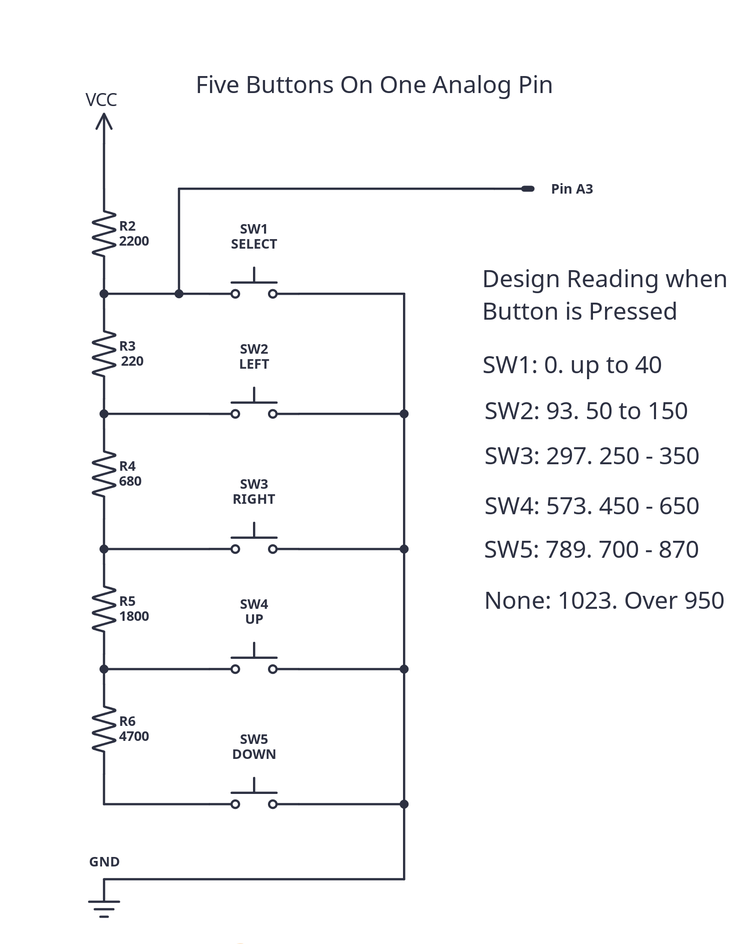 Five Buttons On One Analog Pin
VCC
Pin A3
R2
2200
SW1
SELECT
Design Reading when
Button is Pressed
R3
220
SW2
LEFT
SW1: 0. up to 40
SW2: 93. 50 to 150
R4
680
SW3
RIGHT
SW3: 297. 250 - 350
SW4: 573. 450 - 650
SW5: 789. 700 - 870
R5
1800
SW4
UP
None: 1023. Over 950
R6
4700
SW5
DOWN
GND